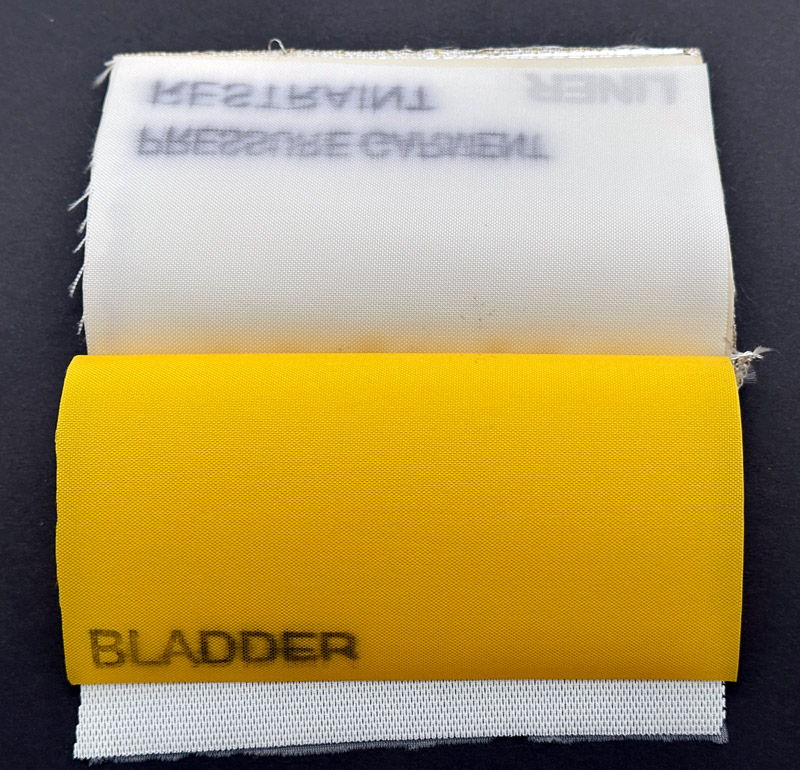 RESTRAINT
LINER
PRESSURE GARMENT
BLADDER